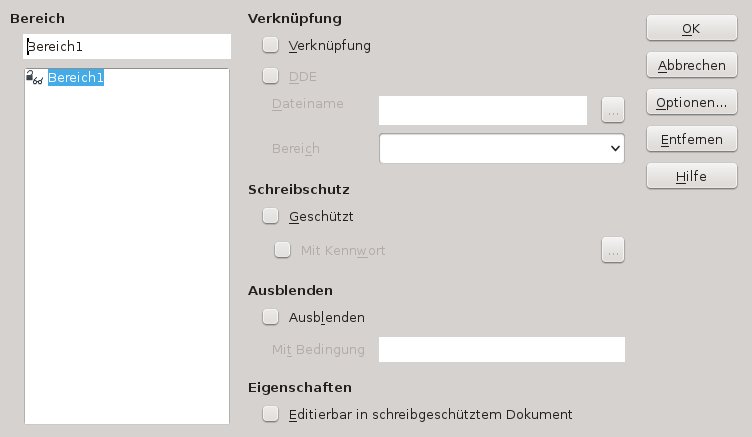 Bereich
Bereich1
Bereich1
Verknüpfung
Verknüpfung
DDE
Dateiname
...
Bereich
Schreibschutz
Geschützt
Mit Kennwort
...
Ausblenden
Ausblenden
Mit Bedingung
Eigenschaften
Editierbar in schreibgeschütztem Dokument
OK
Abbrechen
Optionen...
Entfernen
Hilfe